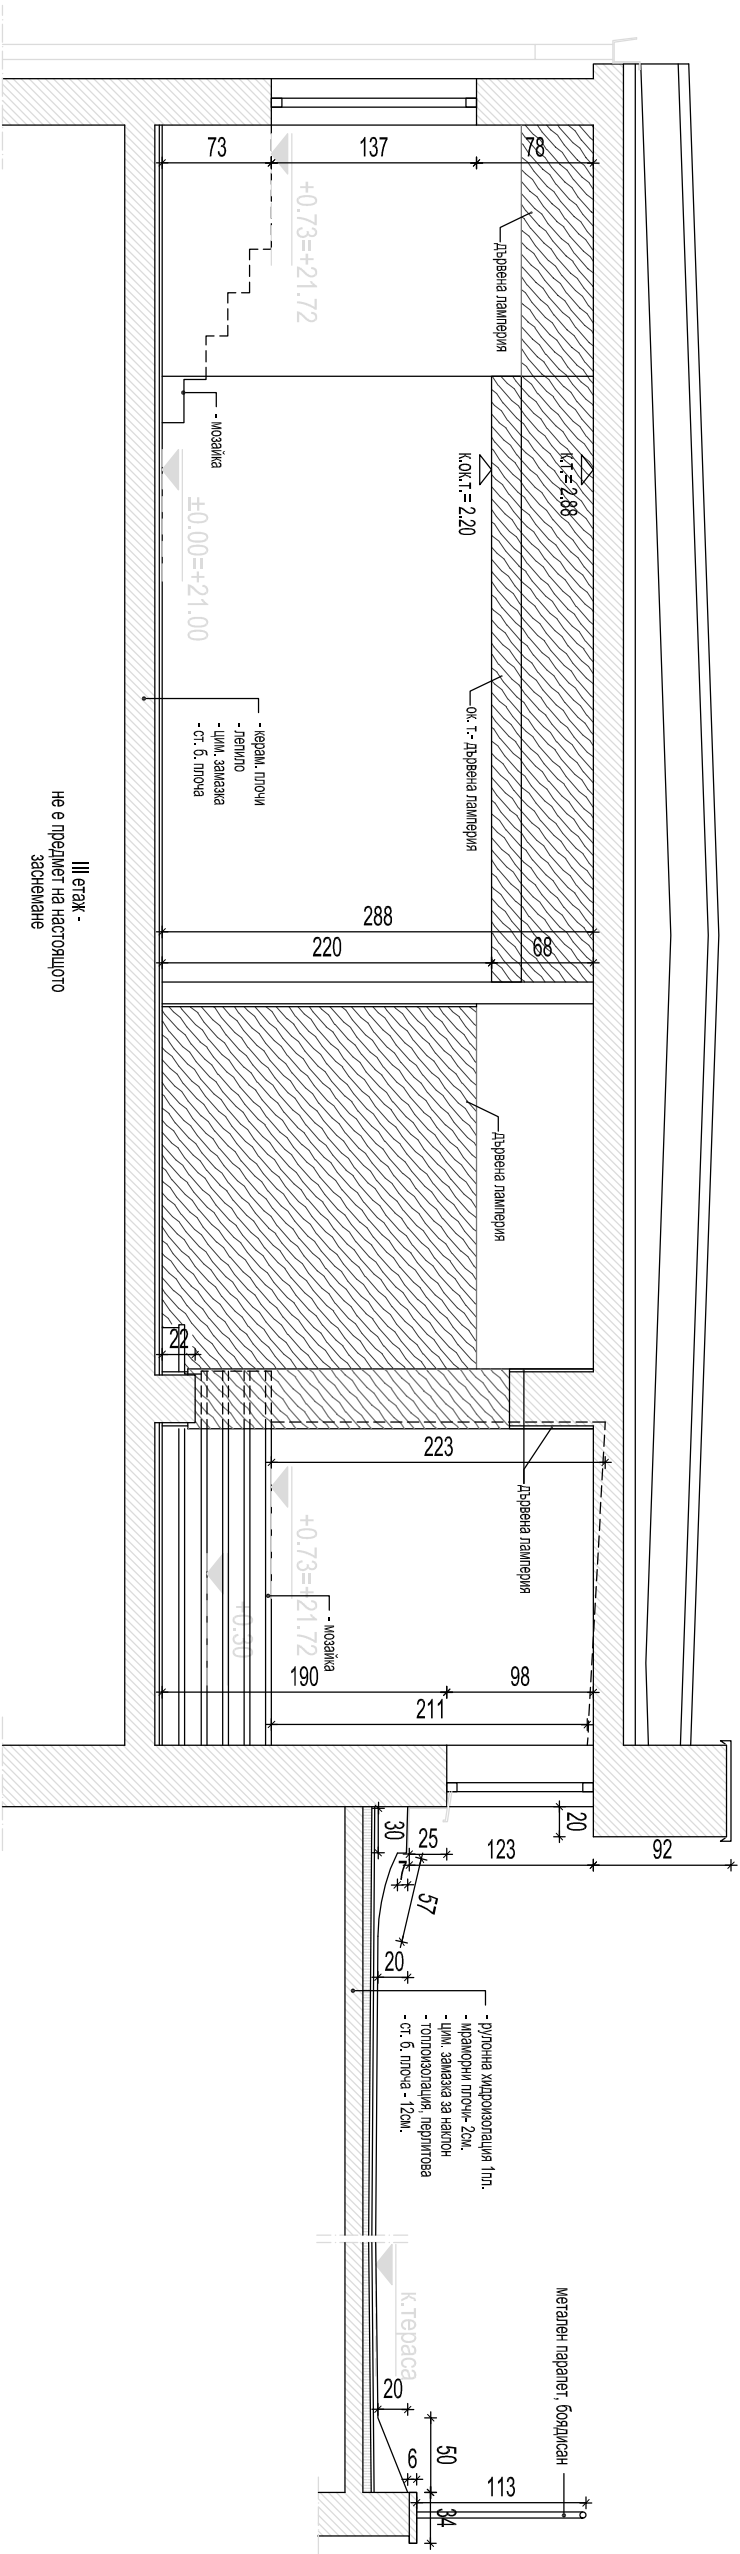 73
137
78
+0.73=+21.72
дървена ламперия
- мозайка
±0.00=+21.00
к.т.= 2.88
к.ок.т.= 2.20
- керам. плочи
- лепило
- цим. замазка
- ст. б. плоча
ок. т.- дървена ламперия
III етаж -
не е предмет на настоящото
заснемане
288
220
68
дървена ламперия
22
223
дървена ламперия
+0.73=+21.72
+0.30
- мозайка
190
98
211
20
30
25
123
92
7
57
20
- рулонна хидроизолация 1пл.
- мраморни плочи- 2см.
- цим. замазка за наклон
- топлоизолация, перлитова
- ст. б. плоча - 12см.
к.тераса
метален парапет, боядисан
20
50
6
113
34